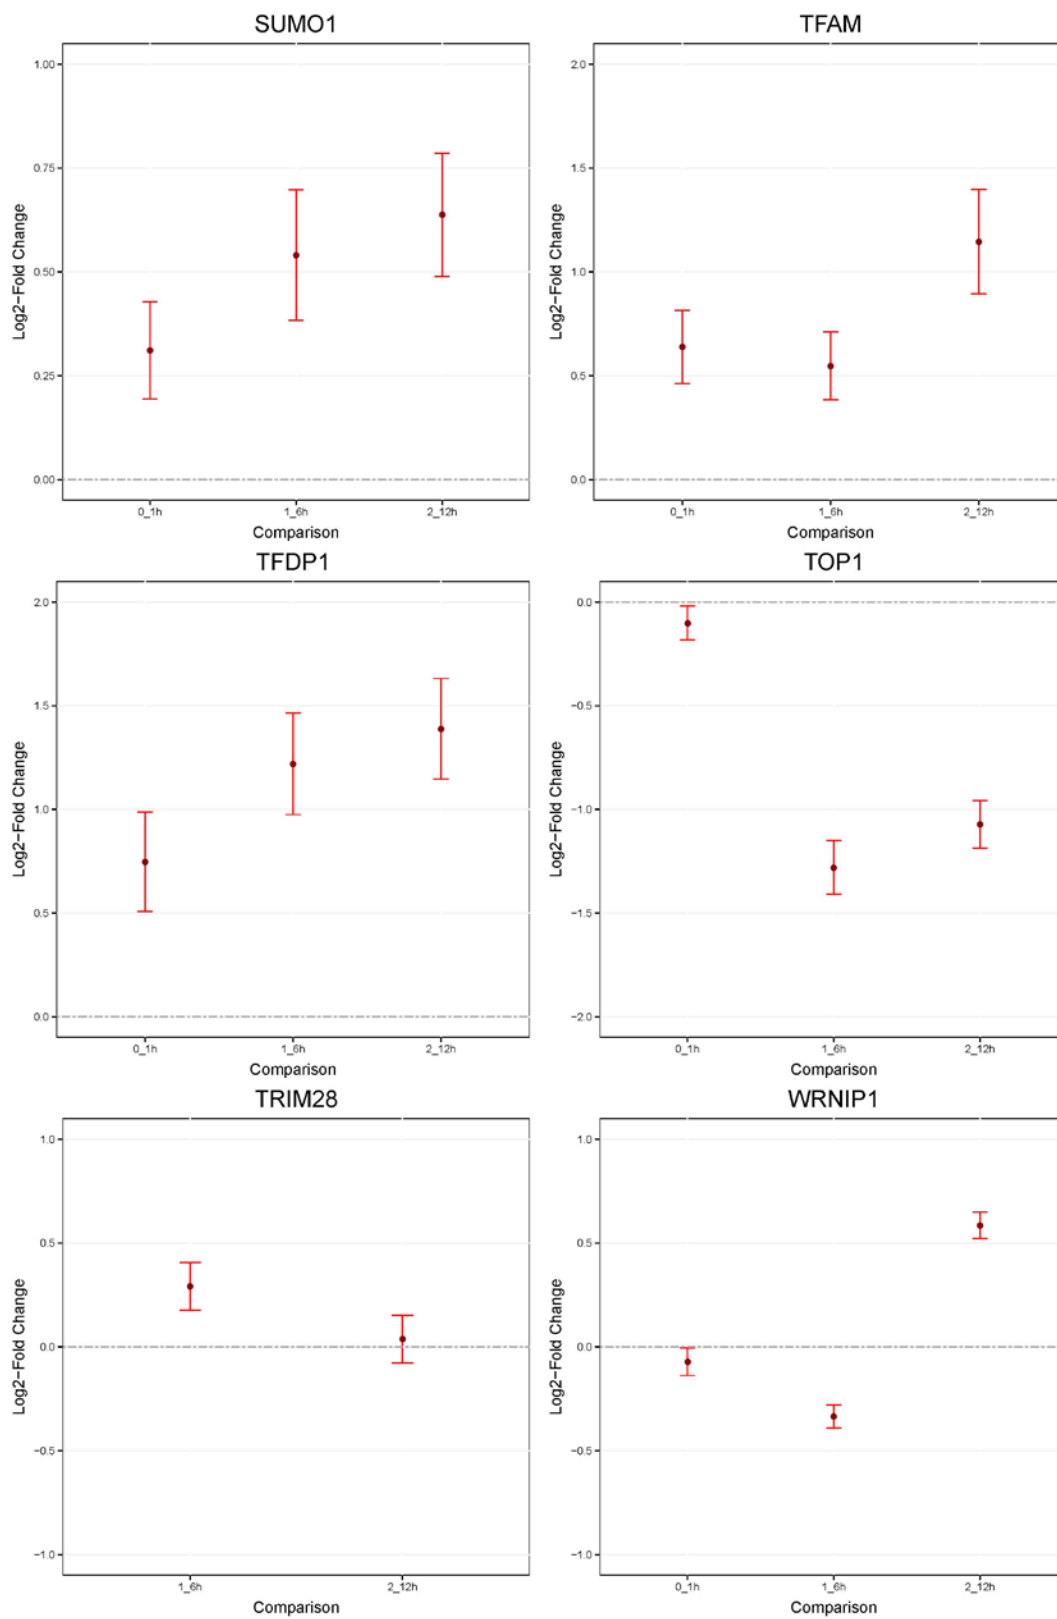 SUMO1
Log2-Fold Change
1.00
0.75
0.50
0.25
0.00
0_1h
1_6h
2_12h
Comparison
TFAM
Log2-Fold Change
2.0
1.5
1.0
0.5
0.0
0_1h
1_6h
2_12h
Comparison
TFDP1
Log2-Fold Change
2.0
1.5
1.0
0.5
0.0
0_1h
1_6h
2_12h
Comparison
TOP1
Log2-Fold Change
0.0
-0.5
-1.0
-1.5
-2.0
0_1h
1_6h
2_12h
Comparison
TRIM28
Log2-Fold Change
1.0
0.5
0.0
-0.5
-1.0
1_6h
2_12h
Comparison
WRNIP1
Log2-Fold Change
1.0
0.5
0.0
-0.5
-1.0
0_1h
1_6h
2_12h
Comparison